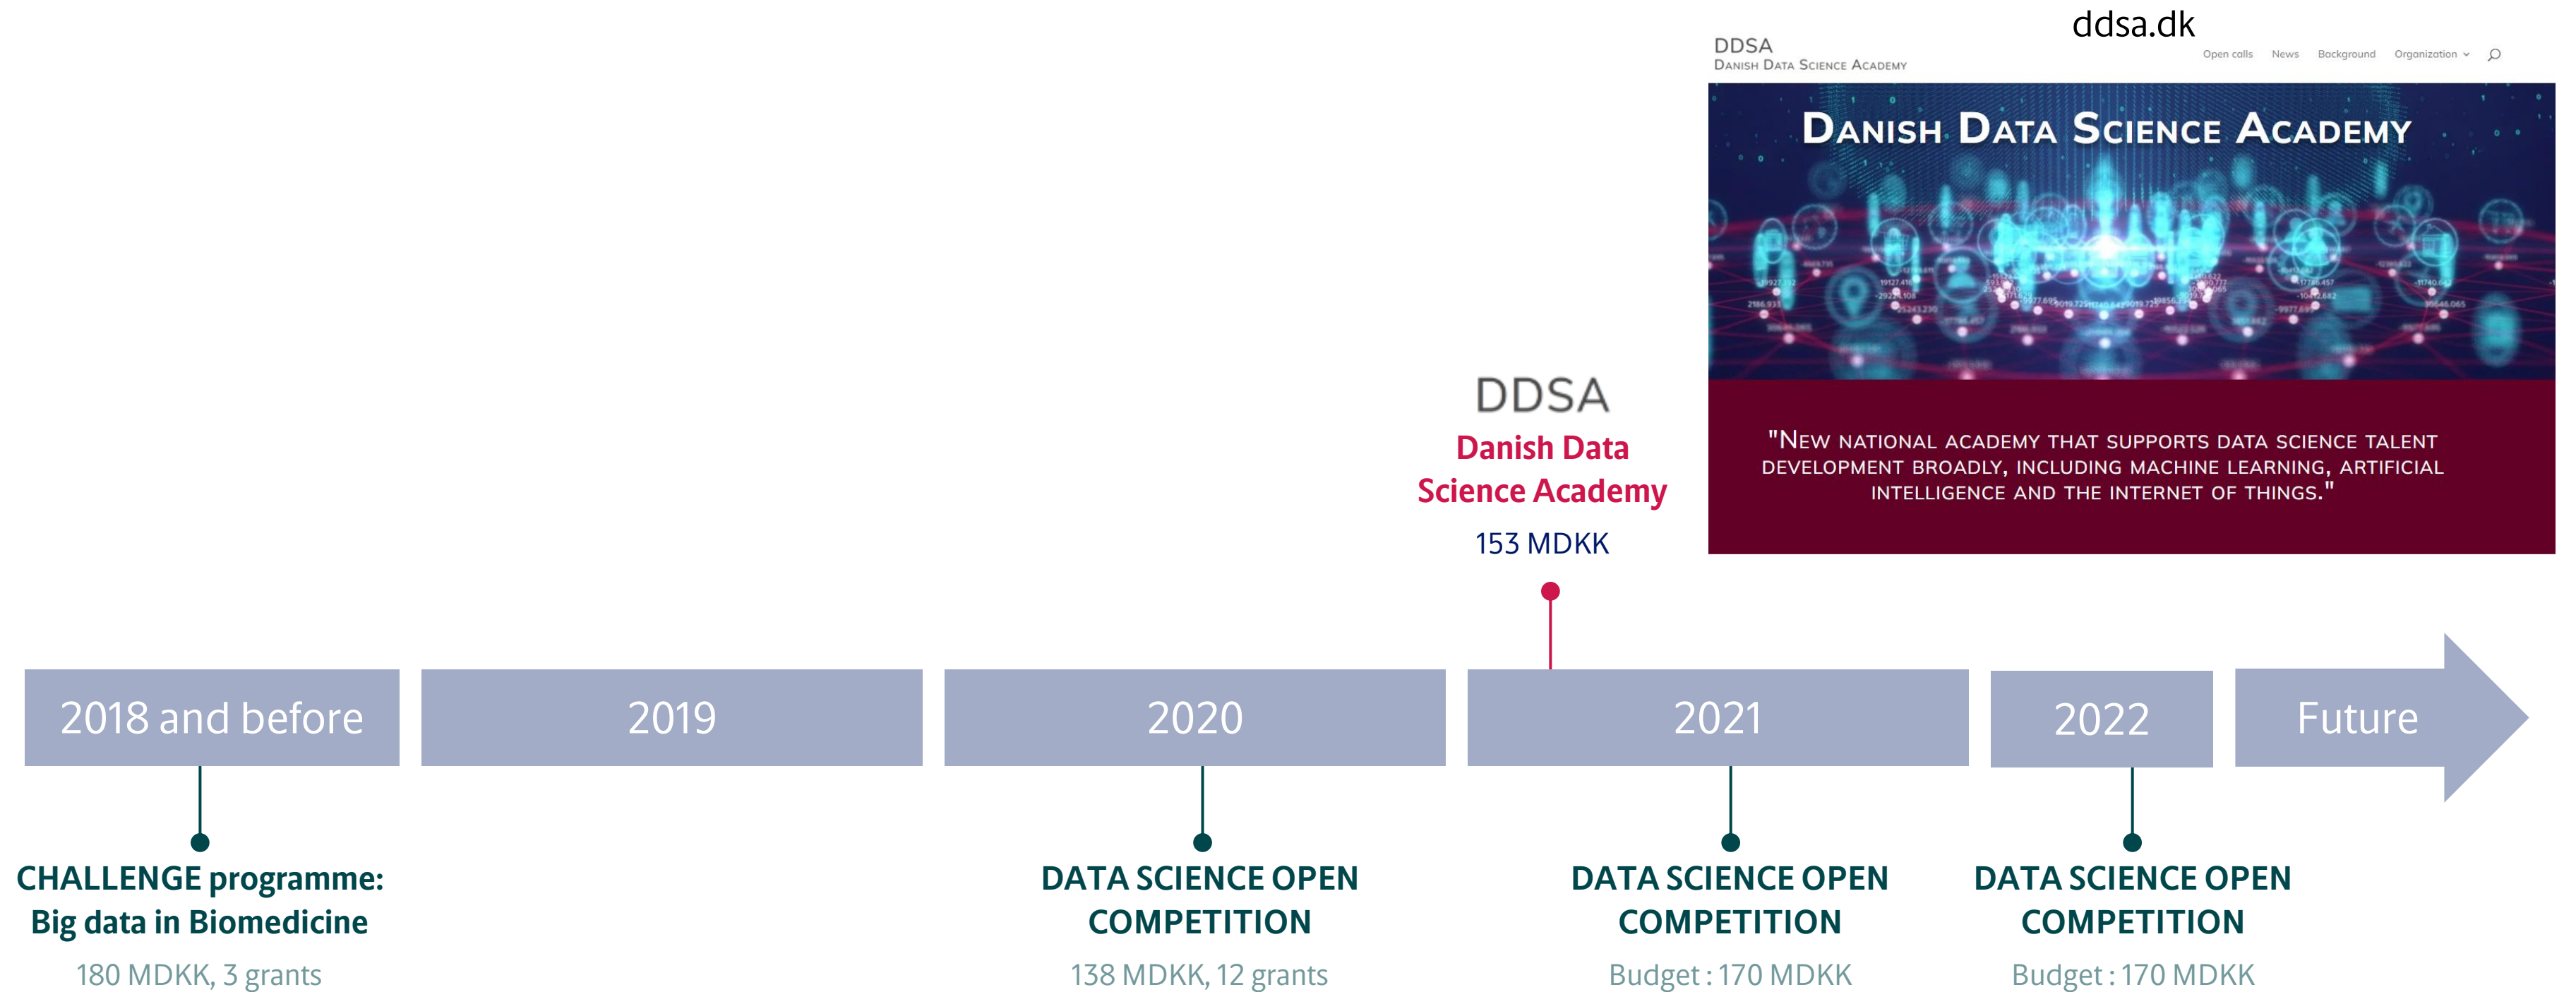 ddsa.dk
DDSA
Danish Data Science Academy
Open calls News Background Organization
Danish Data Science Academy
"New national academy that supports data science talent
development broadly, including machine learning, artificial
intelligence and the internet of things."
DDSA
Danish Data
Science Academy
153 MDKK
2018 and before
2019
2020
2021
2022
Future
CHALLENGE programme:
Big data in Biomedicine
180 MDKK, 3 grants
DATA SCIENCE OPEN
COMPETITION
138 MDKK, 12 grants
DATA SCIENCE OPEN
COMPETITION
Budget : 170 MDKK
DATA SCIENCE OPEN
COMPETITION
Budget : 170 MDKK